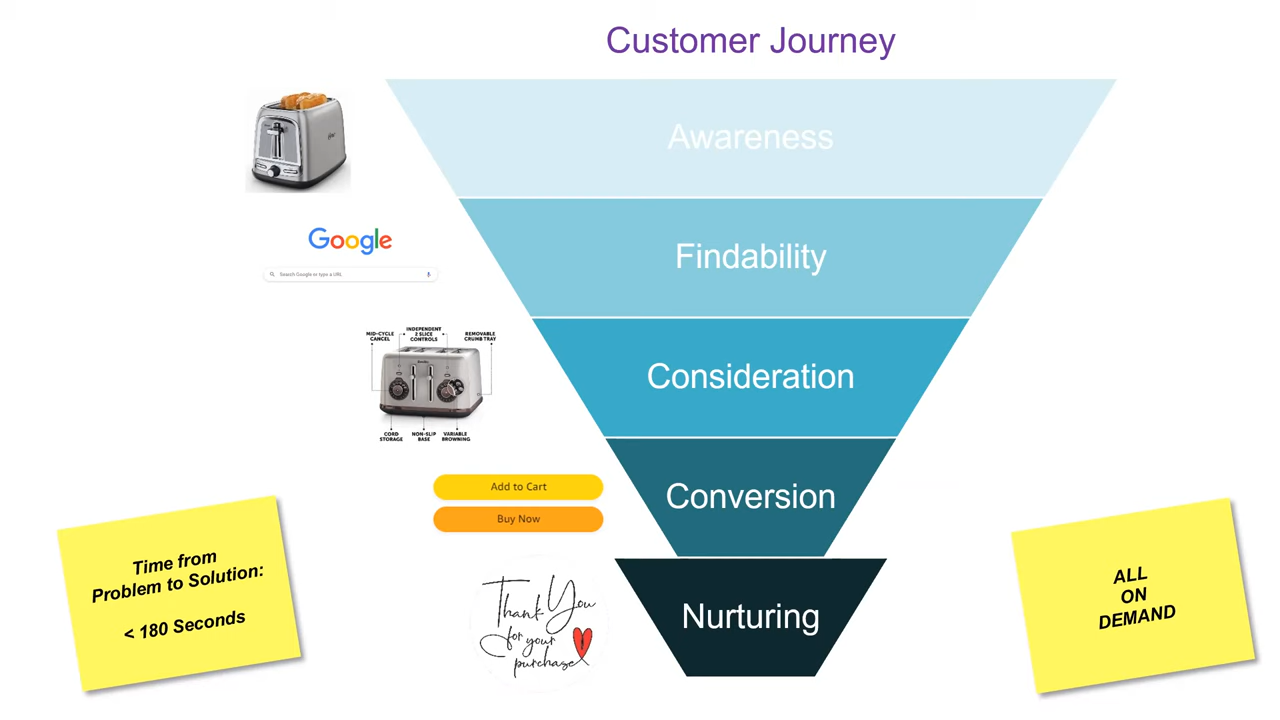 Customer Journey
Awareness
Google
Search Google or type a URL
Findability
MID-CYCLE
CANCEL
INDEPENDENT
2 SLICE
CONTROLS
REMOVABLE
CRUMB TRAY
CORD
STORAGE
NON-SLIP
BASE
VARIABLE
BROWNING
Consideration
Add to Cart
Buy Now
Conversion
Thank You
for your
purchase
Nurturing
Time from
Problem to Solution:
< 180 Seconds
ALL
ON
DEMAND